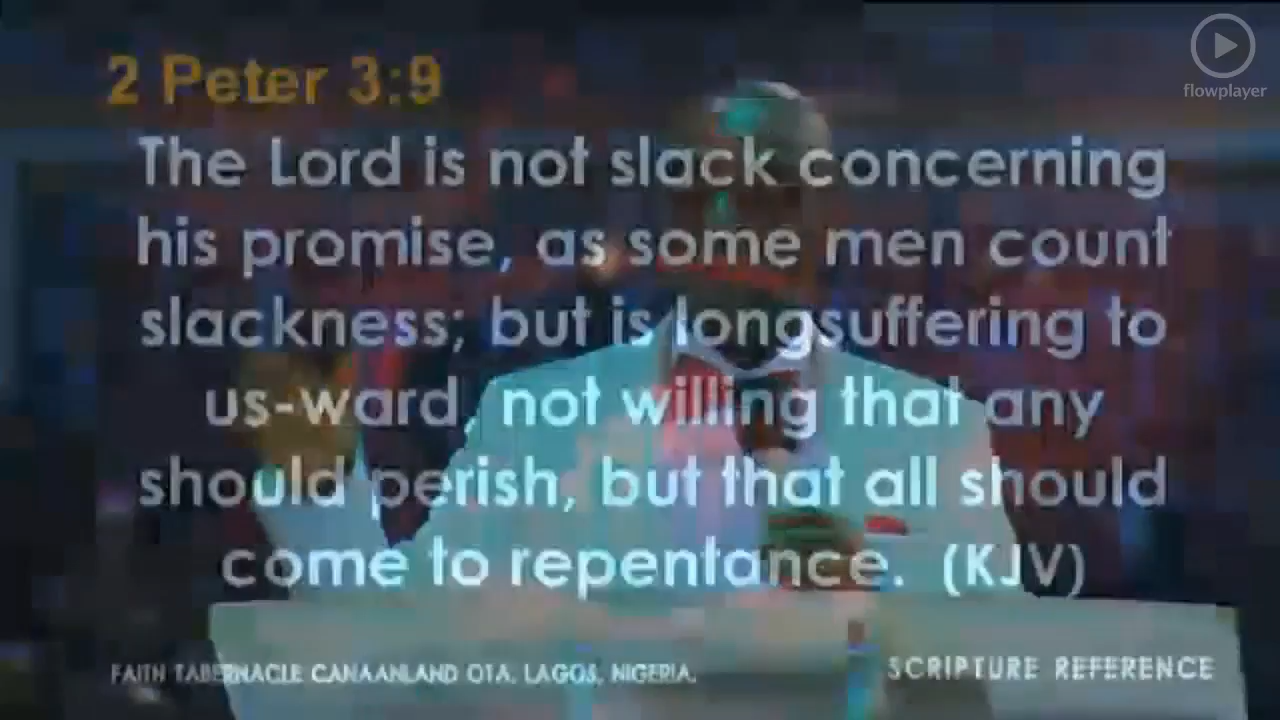 flowplayer
2 Peter 3:9
The Lord is not slack concerning
his promise, as some men count
slackness; but is longsuffering to
us-ward, not willing that any
should perish, but that all should
come to repentance. (KJV)
FAITH TABERNACLE CANAANLAND OTA. LAGOS, NIGERIA.
SCRIPTURE REFERENCE